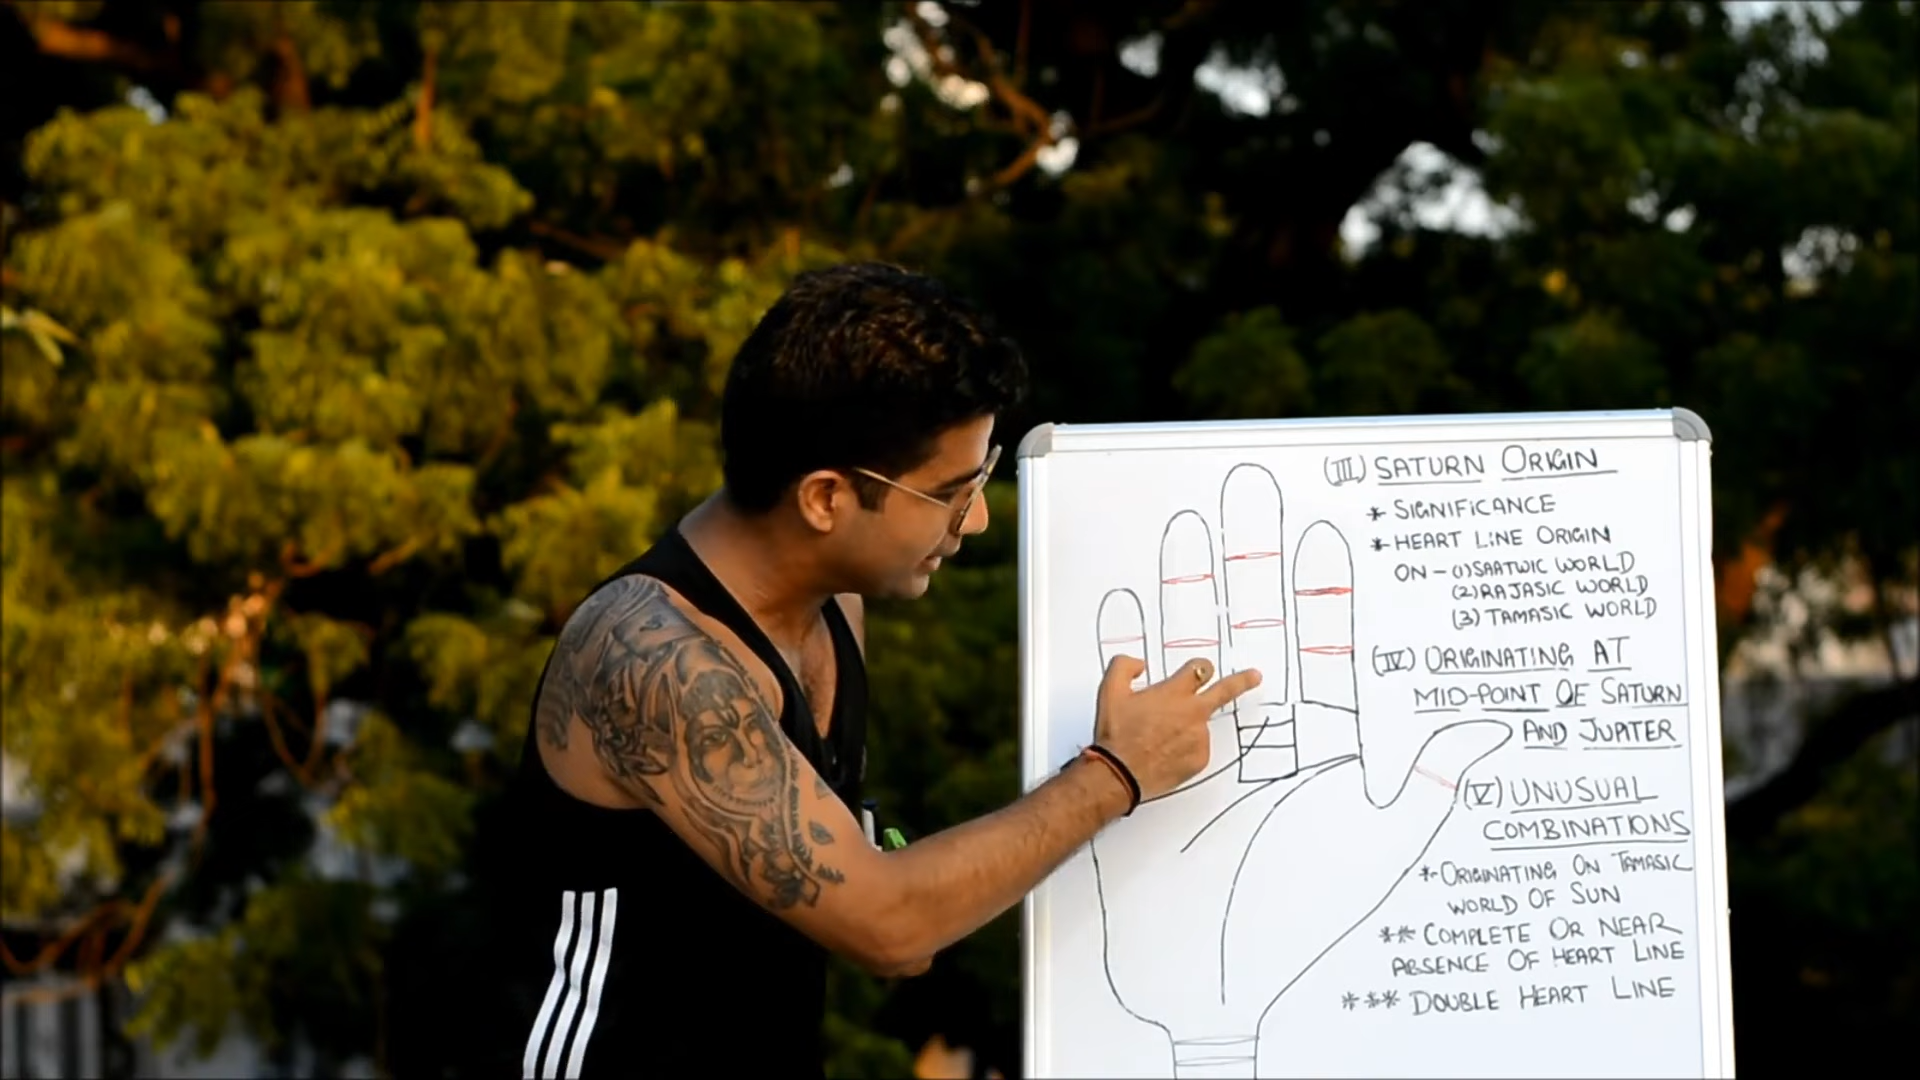 (III) SATURN ORIGIN
* SIGNIFICANCE
* HEART LINE ORIGIN
ON - (1) SAATWIC WORLD
(2) RAJASIC WORLD
(3) TAMASIC WORLD
(IV) ORIGINATING AT
MID-POINT OF SATURN
AND JUPITER
(V) UNUSUAL
COMBINATIONS
* ORIGINATING ON TAMASIC
WORLD OF SUN
** COMPLETE OR NEAR
ABSENCE OF HEART LINE
*** DOUBLE HEART LINE